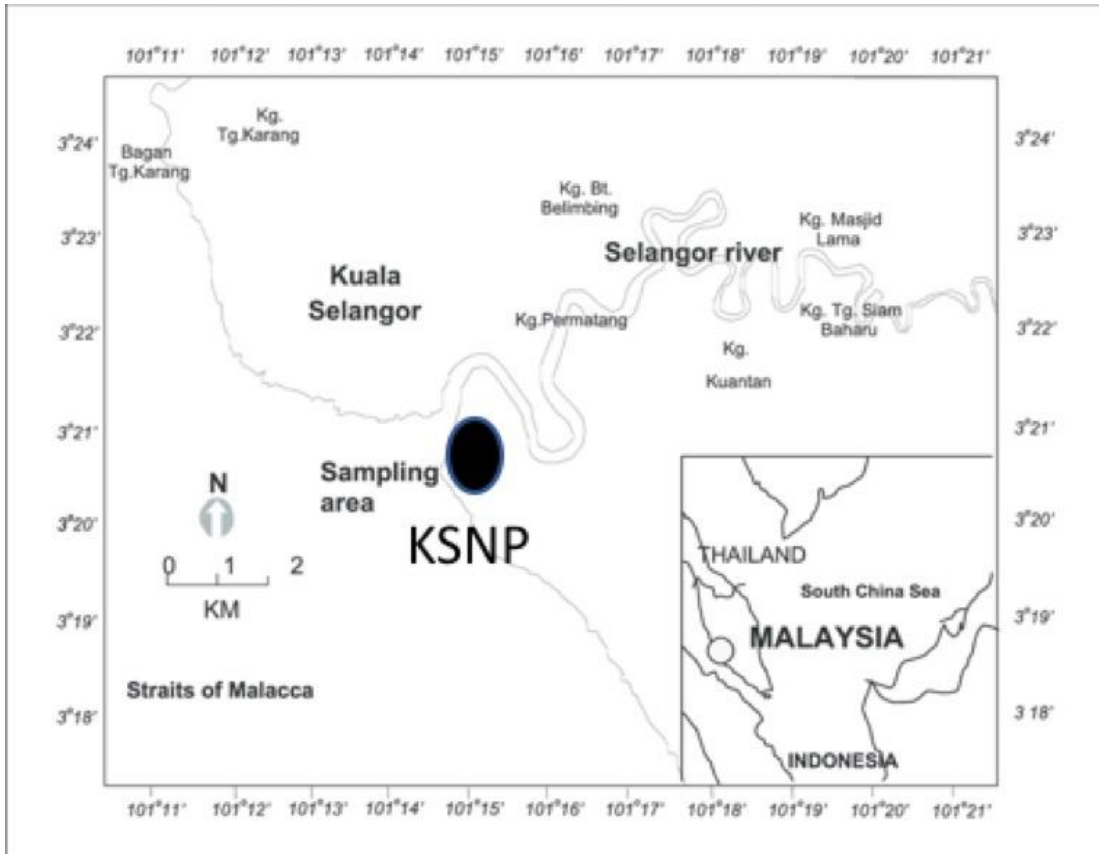 101°11' 101°12' 101°13' 101°14' 101°15' 101°16' 101°17' 101°18' 101°19' 101°20' 101°21'
3°24' 3°24'
Kg.
Tg.Karang
Bagan
Tg.Karang
Kg. Bt.
Belimbing
Kg. Masjid
Lama
3°23' 3°23'
Selangor river
Kuala
Selangor
Kg.Permatang
Kg. Tg. Siam
Baharu
3°22' 3°22'
Kg.
Kuantan
3°21' 3°21'
Sampling
area
N
KSNP
3°20' 3°20'
0 1 2
KM
THAILAND
South China Sea
3°19' 3°19'
MALAYSIA
Straits of Malacca
3°18' 3 18'
INDONESIA
101°11' 101°12' 101°13' 101°14' 101°15' 101°16' 101°17' 101°18' 101°19' 101°20' 101°21'